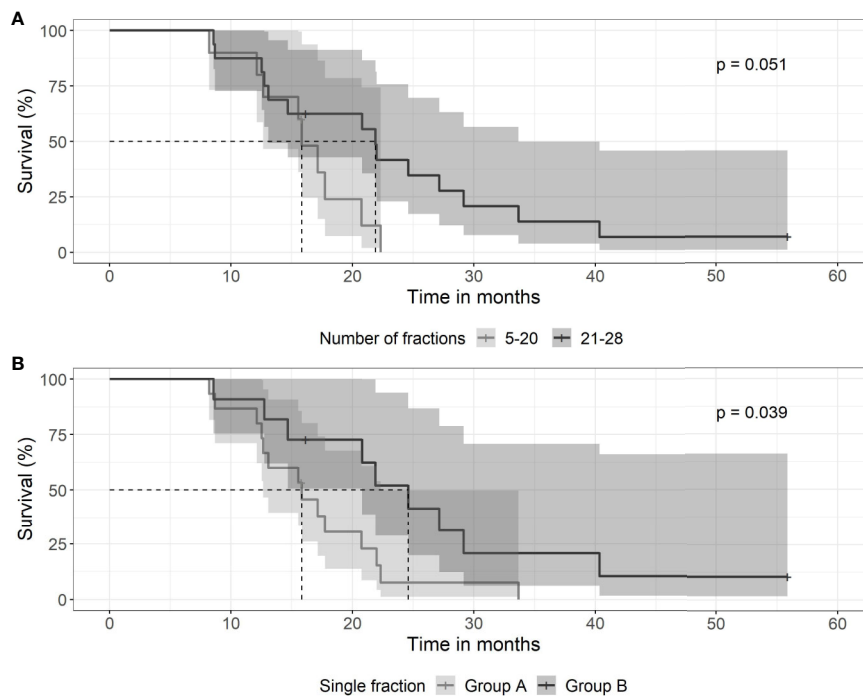 A
100
p = 0.051
75
50
25
0
Survival (%)
0 10 20 30 40 50 60
Time in months
Number of fractions 5-20 21-28
B
100
p = 0.039
75
50
25
0
Survival (%)
0 10 20 30 40 50 60
Time in months
Single fraction Group A Group B